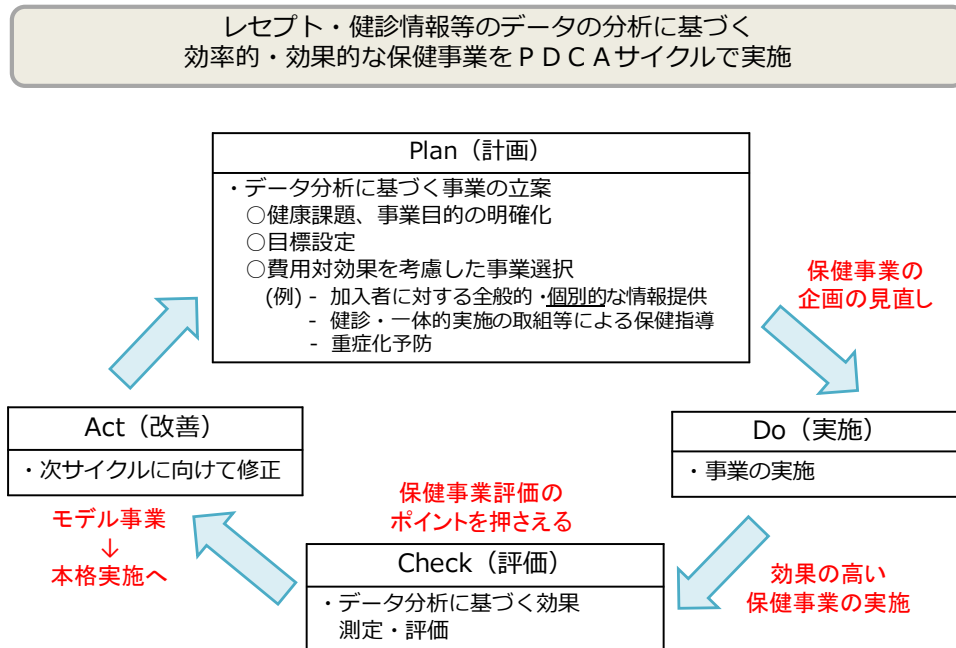 レセプト・健診情報等のデータの分析に基づく
効率的・効果的な保健事業をＰＤＣＡサイクルで実施
Plan（計画）
・データ分析に基づく事業の立案
○健康課題、事業目的の明確化
○目標設定
○費用対効果を考慮した事業選択
(例) - 加入者に対する全般的・個別的な情報提供
- 健診・一体的実施の取組等による保健指導
- 重症化予防
保健事業の
企画の見直し
Do（実施）
・事業の実施
効果の高い
保健事業の実施
保健事業評価の
ポイントを押さえる
Check（評価）
・データ分析に基づく効果
測定・評価
Act（改善）
・次サイクルに向けて修正
モデル事業
↓
本格実施へ